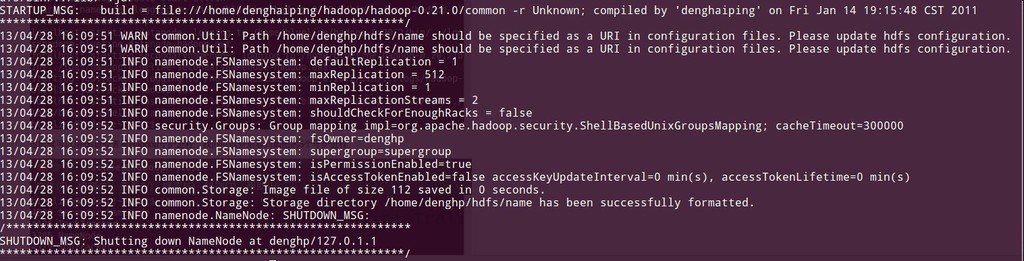 STARTUP_MSG:   build = file:///home/denghaiping/hadoop/hadoop-0.21.0/common -r Unknown; compiled by 'denghaiping' on Fri Jan 14 19:15:48 CST 2011
************************************************************/
13/04/28 16:09:51 WARN common.Util: Path /home/denghp/hdfs/name should be specified as a URI in configuration files. Please update hdfs configuration.
13/04/28 16:09:51 WARN common.Util: Path /home/denghp/hdfs/name should be specified as a URI in configuration files. Please update hdfs configuration.
13/04/28 16:09:51 INFO namenode.FSNamesystem: defaultReplication = 1
13/04/28 16:09:51 INFO namenode.FSNamesystem: maxReplication = 512
13/04/28 16:09:51 INFO namenode.FSNamesystem: minReplication = 1
13/04/28 16:09:51 INFO namenode.FSNamesystem: maxReplicationStreams = 2
13/04/28 16:09:51 INFO namenode.FSNamesystem: shouldCheckForEnoughRacks = false
13/04/28 16:09:52 INFO security.Groups: Group mapping impl=org.apache.hadoop.security.ShellBasedUnixGroupsMapping; cacheTimeout=300000
13/04/28 16:09:52 INFO namenode.FSNamesystem: fsOwner=denghp
13/04/28 16:09:52 INFO namenode.FSNamesystem: supergroup=supergroup
13/04/28 16:09:52 INFO namenode.FSNamesystem: isPermissionEnabled=true
13/04/28 16:09:52 INFO namenode.FSNamesystem: isAccessTokenEnabled=false accessKeyUpdateInterval=0 min(s), accessTokenLifetime=0 min(s)
13/04/28 16:09:52 INFO common.Storage: Image file of size 112 saved in 0 seconds.
13/04/28 16:09:52 INFO common.Storage: Storage directory /home/denghp/hdfs/name has been successfully formatted.
13/04/28 16:09:52 INFO namenode.NameNode: SHUTDOWN_MSG:
/************************************************************
SHUTDOWN_MSG: Shutting down NameNode at denghp/127.0.1.1
************************************************************/